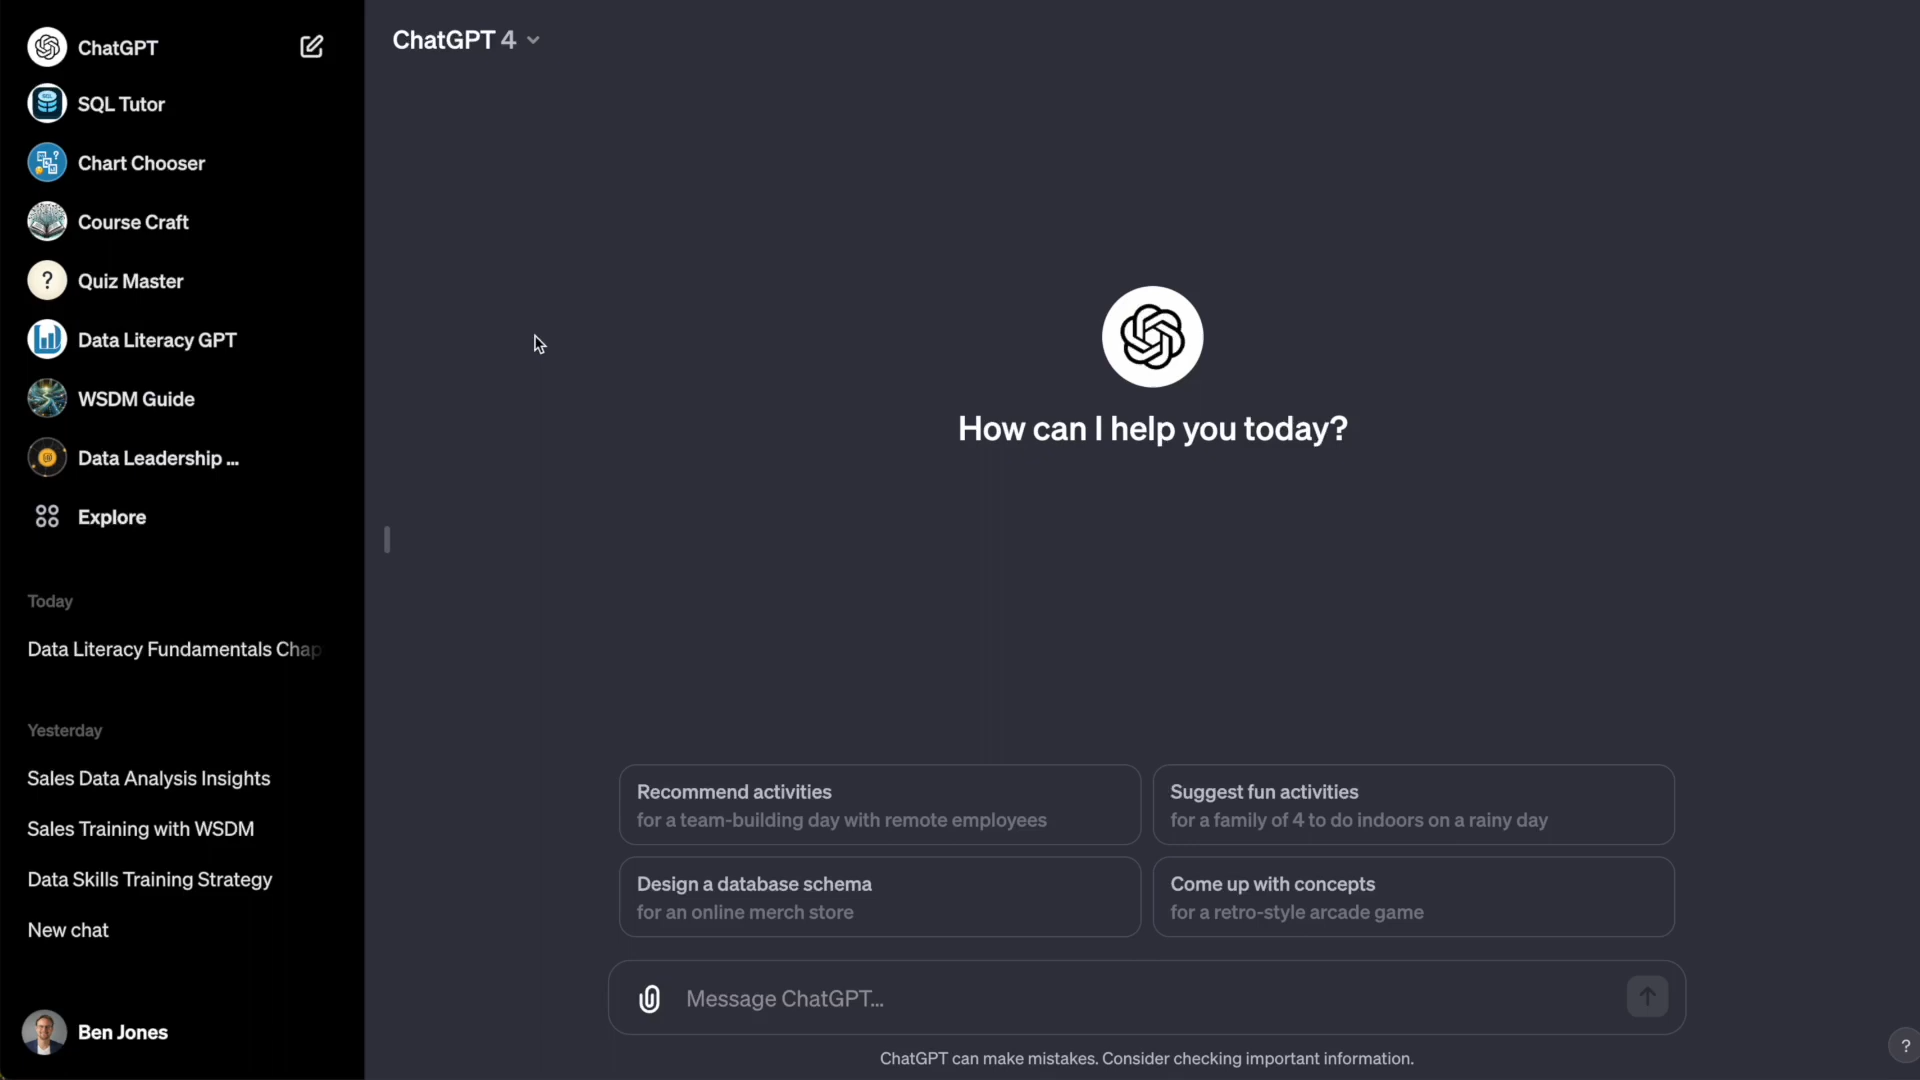 ChatGPT
SQL Tutor
Chart Chooser
Course Craft
? Quiz Master
Data Literacy GPT
WSDM Guide
Data Leadership ...
Explore
Today
Data Literacy Fundamentals Chap
Yesterday
Sales Data Analysis Insights
Sales Training with WSDM
Data Skills Training Strategy
New chat
Ben Jones
ChatGPT 4
How can I help you today?
Recommend activities
for a team-building day with remote employees
Suggest fun activities
for a family of 4 to do indoors on a rainy day
Design a database schema
for an online merch store
Come up with concepts
for a retro-style arcade game
Message ChatGPT...
ChatGPT can make mistakes. Consider checking important information.
?